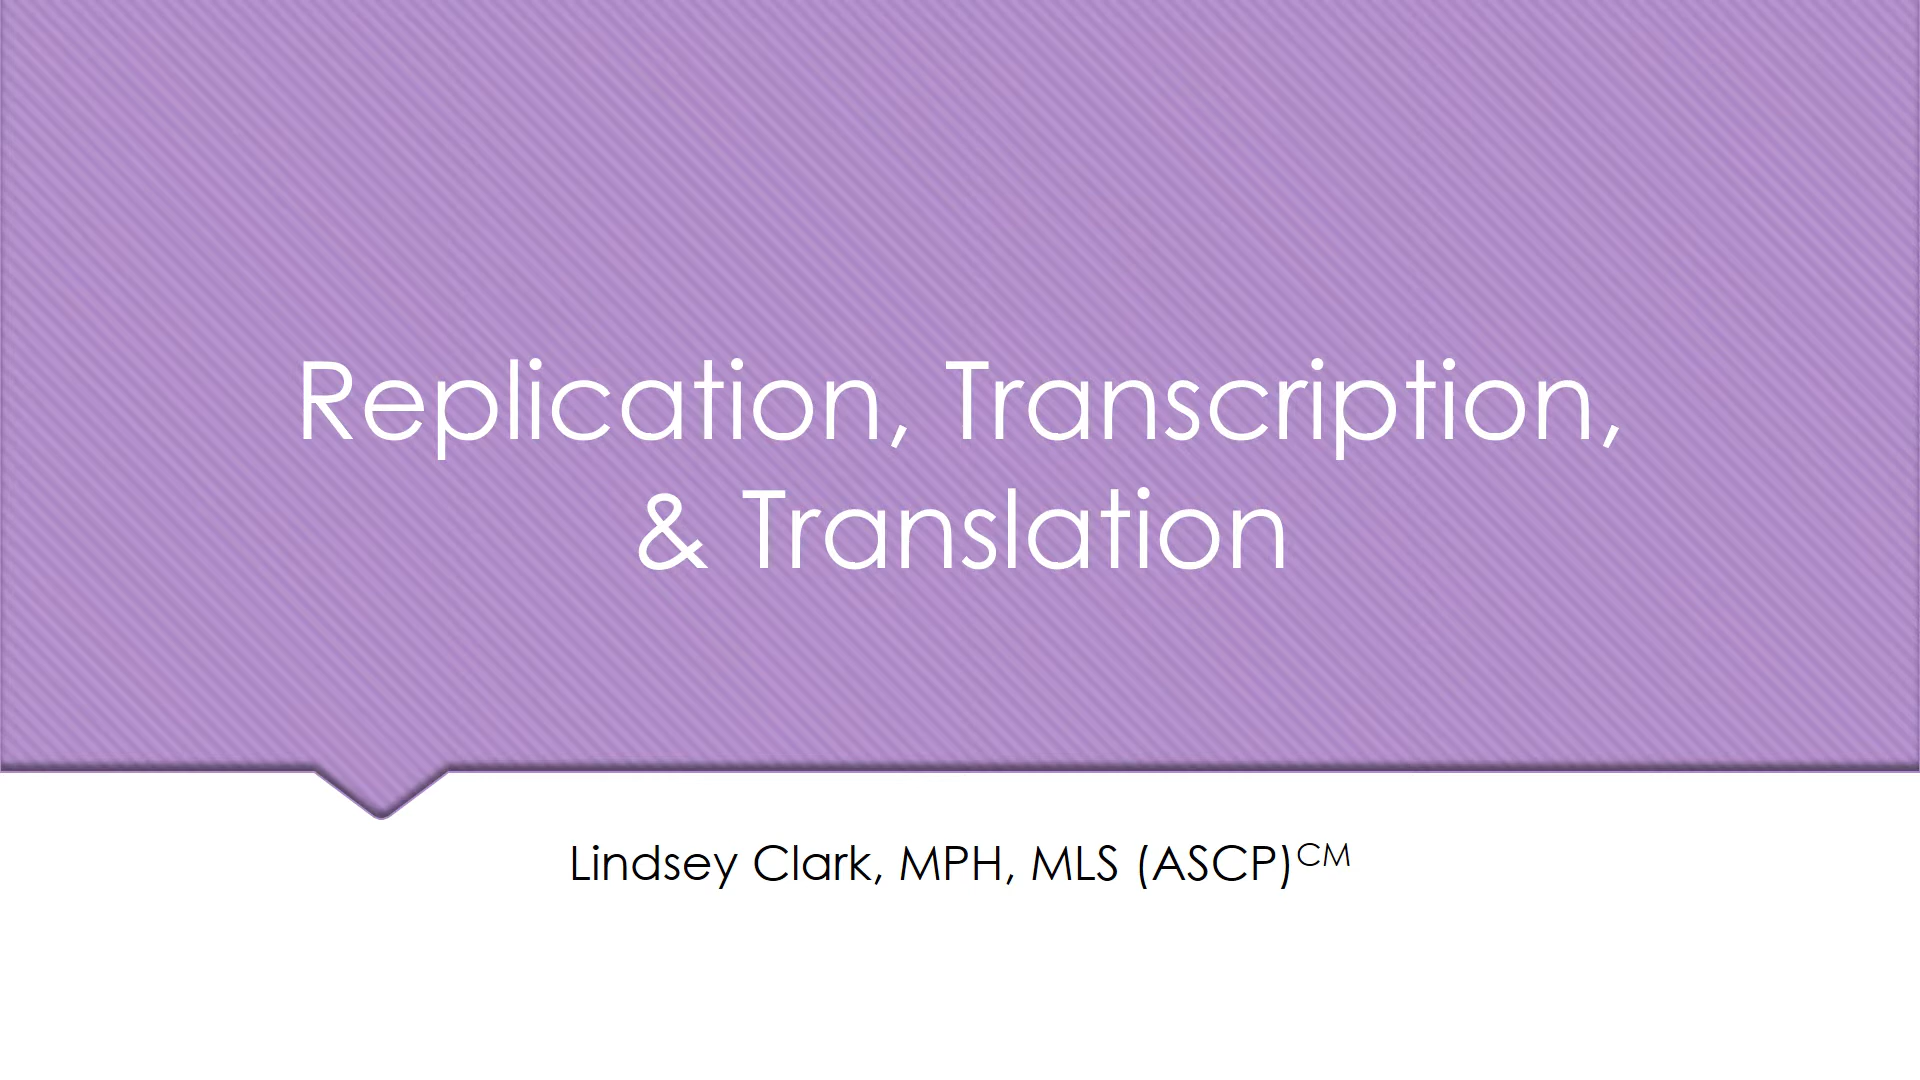 Replication, Transcription,
& Translation
Lindsey Clark, MPH, MLS (ASCP)CM